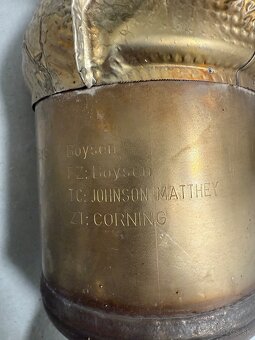 Boysen
FZ: Boysen
TC: JOHNSON MATTHEY
ZT: CORNING